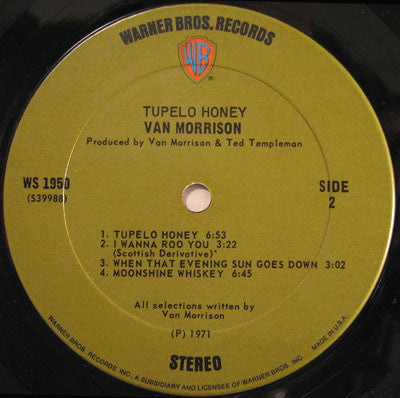 WARNER BROS. RECORDS
WB
TUPELO HONEY
VAN MORRISON
Produced by Van Morrison & Ted Templeman
WS 1950
(S39988)
SIDE
2
1. TUPELO HONEY 6:53
2. I WANNA ROO YOU 3:22
(Scottish Derivative)"
3. WHEN THAT EVENING SUN GOES DOWN 3:02
4. MOONSHINE WHISKEY 6:45
All selections written by
Van Morrison
(P) 1971
STEREO
WARNER BROS. RECORDS INC., A SUBSIDIARY AND LICENSEE OF WARNER BROS. INC. MADE IN U.S.A.